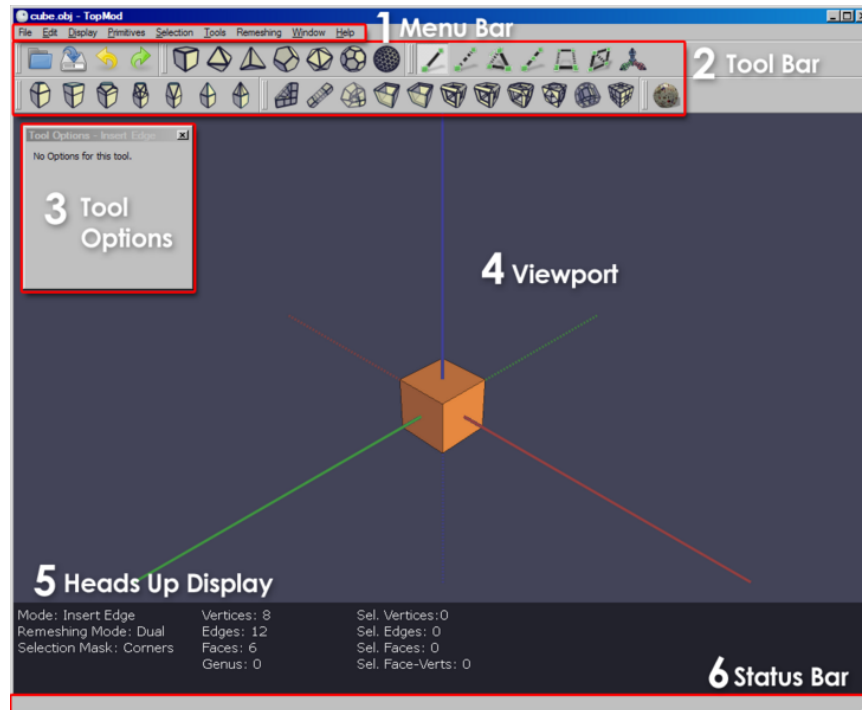 cube.obj - TopMod
File Edit Display Primitives Selection Tools Remeshing Window Help
1 Menu Bar
2 Tool Bar
Tool Options - Insert Edge
No Options for this tool.
3 Tool
Options
4 Viewport
5 Heads Up Display
Mode: Insert Edge Vertices: 8 Sel. Vertices:0
Remeshing Mode: Dual Edges: 12 Sel. Edges: 0
Selection Mask: Corners Faces: 6 Sel. Faces: 0
Genus: 0 Sel. Face-Verts: 0
6 Status Bar